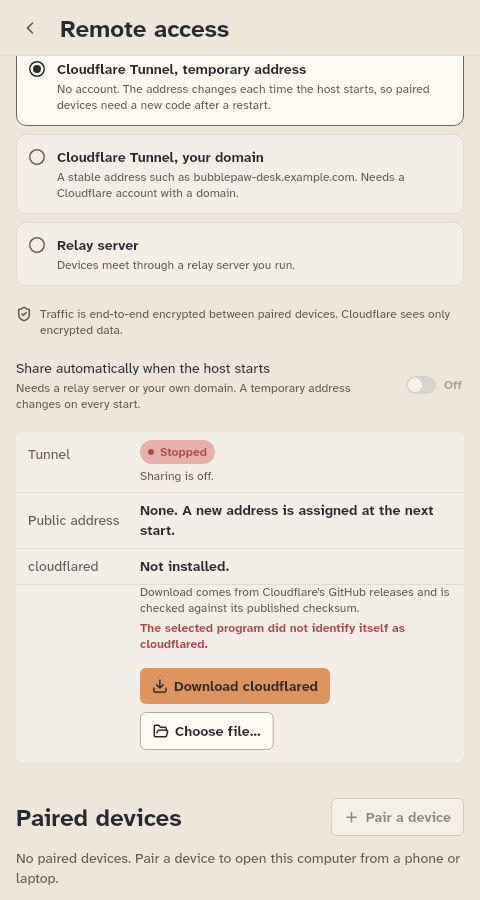 Remote access
Cloudflare Tunnel, temporary address
No account. The address changes each time the host starts, so paired
devices need a new code after a restart.
Cloudflare Tunnel, your domain
A stable address such as bubblepaw-desk.example.com. Needs a
Cloudflare account with a domain.
Relay server
Devices meet through a relay server you run.
Traffic is end-to-end encrypted between paired devices. Cloudflare sees only
encrypted data.
Share automatically when the host starts
Needs a relay server or your own domain. A temporary address
changes on every start.
Off
Tunnel
Stopped
Sharing is off.
Public address
None. A new address is assigned at the next
start.
cloudflared
Not installed.
Download comes from Cloudflare's GitHub releases and is
checked against its published checksum.
The selected program did not identify itself as
cloudflared.
Download cloudflared
Choose file...
Paired devices
Pair a device
No paired devices. Pair a device to open this computer from a phone or
laptop.